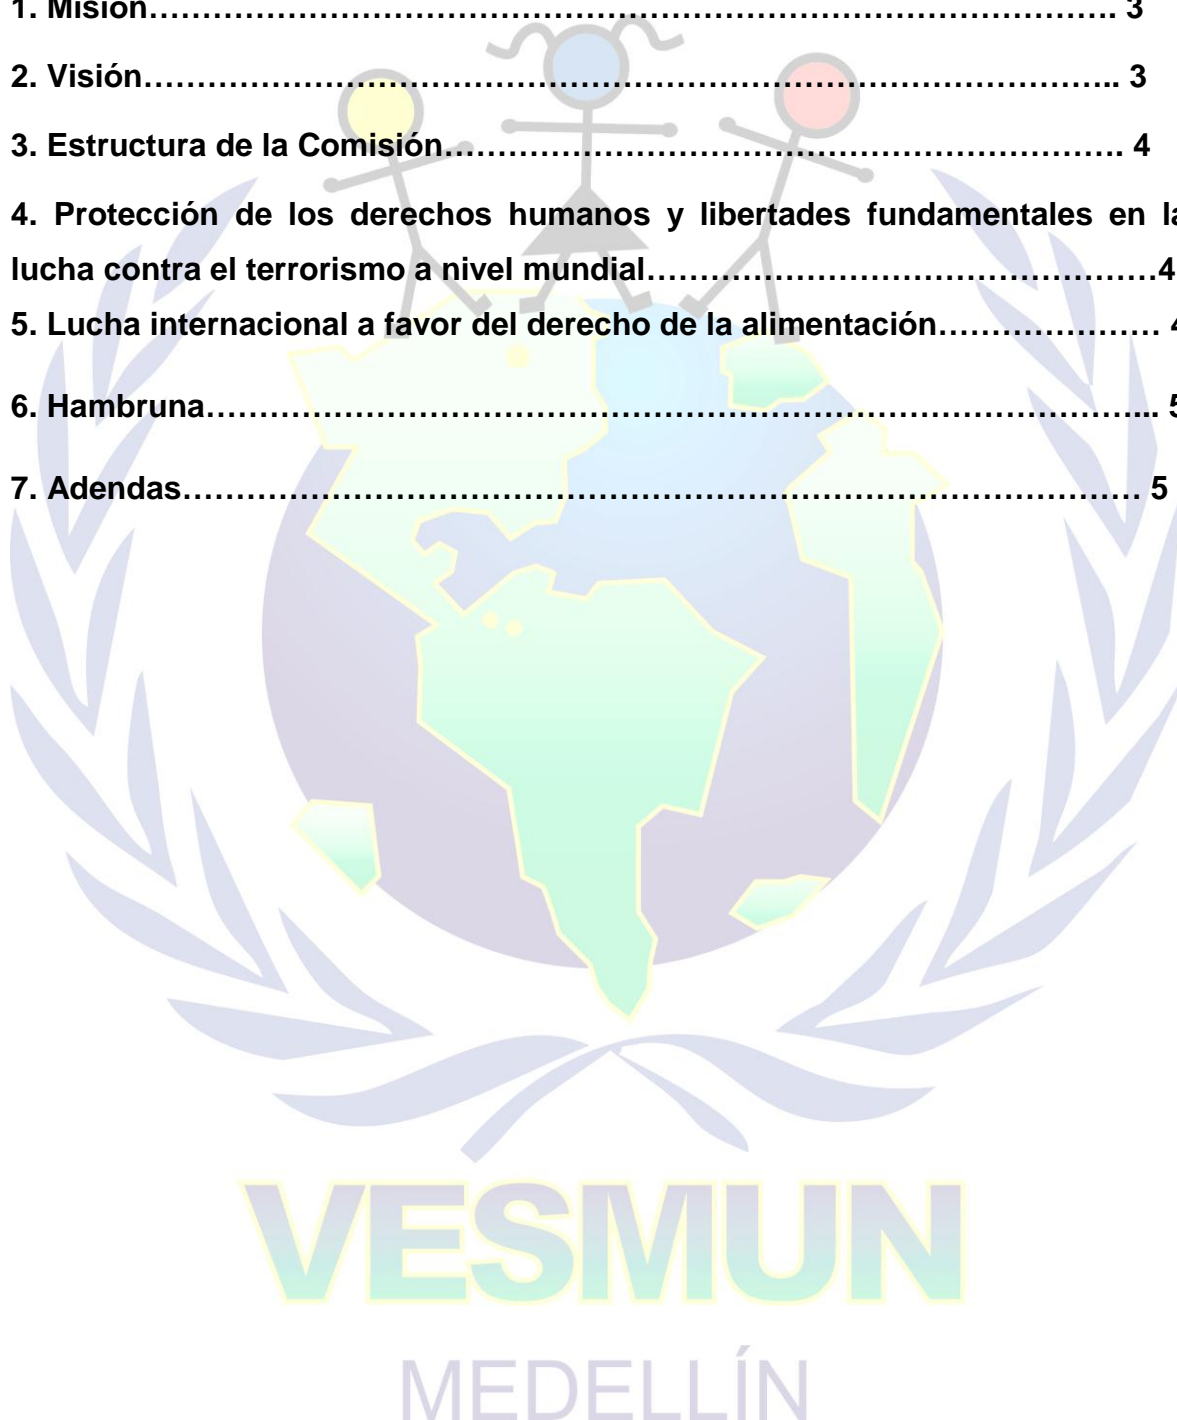 1. Misión…………………………………………………………………………………. 3
2. Visión………………………………………………………………………………... 3
3. Estructura de la Comisión………………………………………………………. 4
4. Protección de los derechos humanos y libertades fundamentales en la
lucha contra el terrorismo a nivel mundial…………………………………………4
5. Lucha internacional a favor del derecho de la alimentación…………………. 4
6. Hambruna……………………………………………………………………………... 5
7. Adendas……………………………………………………………………………… 5
VESMUN
MEDELLÍN